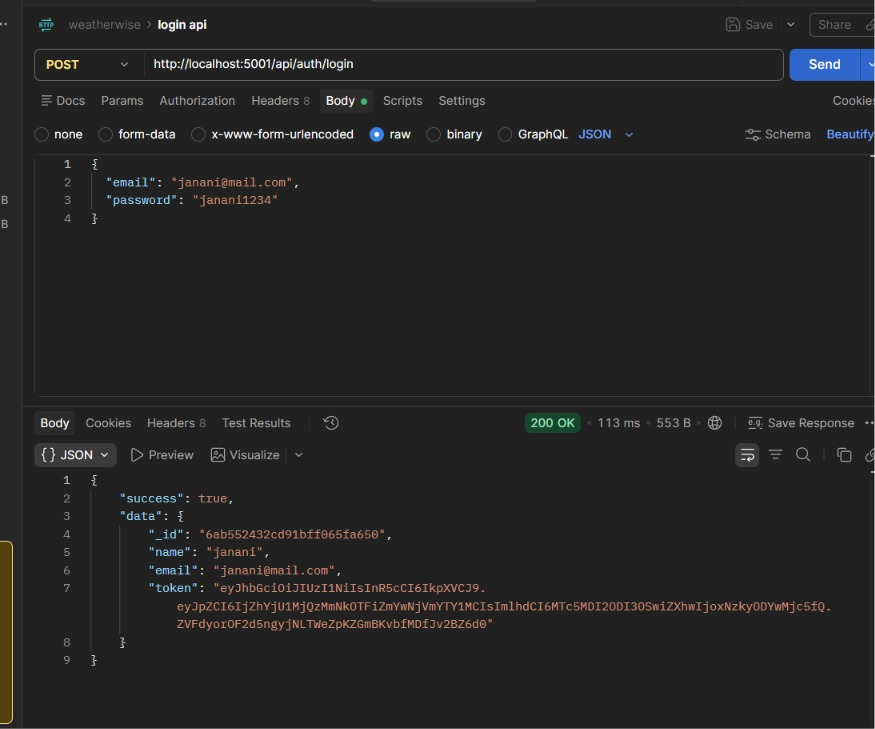 weatherwise > login api
Save
Share
POST
http://localhost:5001/api/auth/login
Send
Docs Params Authorization Headers 8 Body Scripts Settings Cookies
none form-data x-www-form-urlencoded raw binary GraphQL JSON Schema Beautify
1 {
2 "email": "janani@mail.com",
3 "password": "janani1234"
4 }
B
B
Body Cookies Headers 8 Test Results 200 OK • 113 ms • 553 B e.g. Save Response
{} JSON Preview Visualize
1 {
2 "success": true,
3 "data": {
4 "_id": "6ab552432cd91bff065fa650",
5 "name": "janani",
6 "email": "janani@mail.com",
7 "token": "eyJhbGciOiJIUzI1NiIsInR5cCI6IkpXVCJ9.
eyJpZCI6IjZhYjU1MjQzMmNkOTFiZmYwNjVmYTY1MCIsImlhdCI6MTc5MDI2ODI3OSwiZXhwIjoxNzkyODYwMjc5fQ.
ZVFdyorOF2d5ngyjNLTWeZpKZGmBKvbfMDfJv2BZ6d0"
8 }
9 }